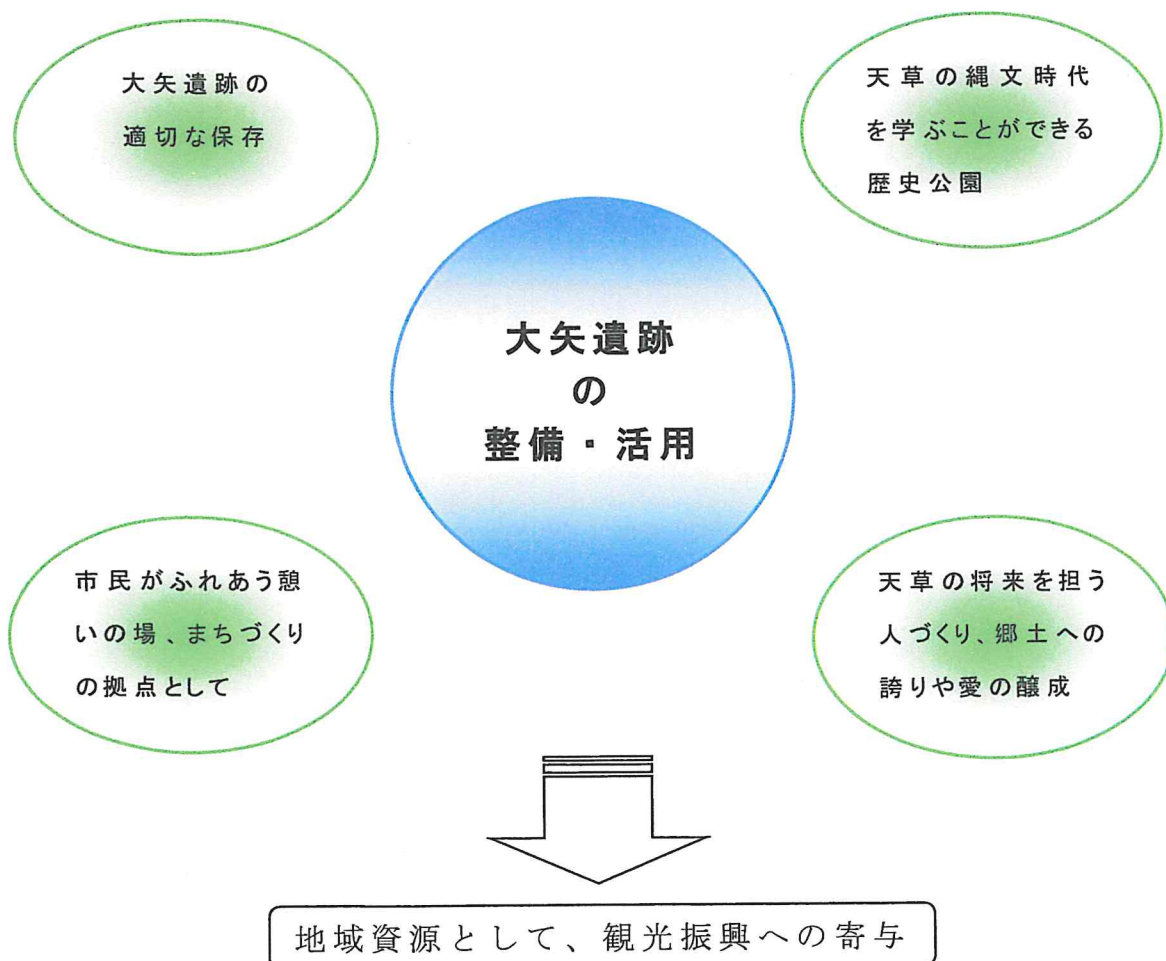 大矢遺跡の
適切な保存
天草の縄文時代
を学ぶことができる
歴史公園
大矢遺跡
の
整備・活用
市民がふれあう憩
いの場、まちづくり
の拠点として
天草の将来を担う
人づくり、郷土への
誇りや愛の醸成
地域資源として、観光振興への寄与